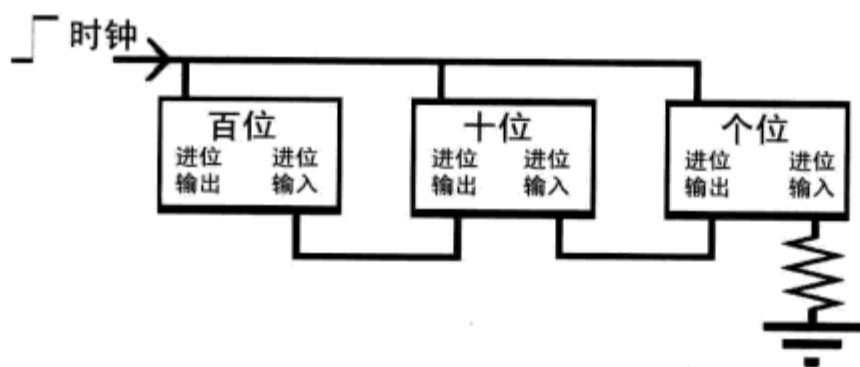 时钟
百位
进位 进位
输出 输入
十位
进位 进位
输出 输入
个位
进位 进位
输出 输入